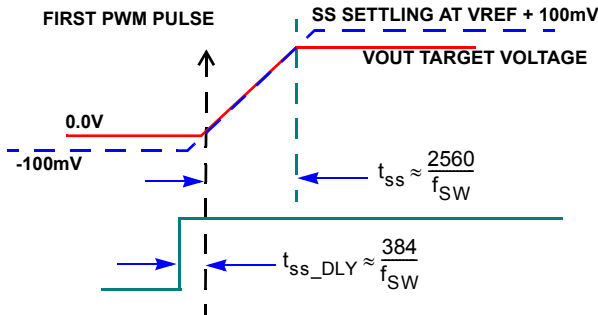 FIRST PWM PULSE
SS SETTLING AT VREF + 100mV
VOUT TARGET VOLTAGE
0.0V
-100mV
t_ss ≈ 2560/f_SW
t_ss_DLY ≈ 384/f_SW